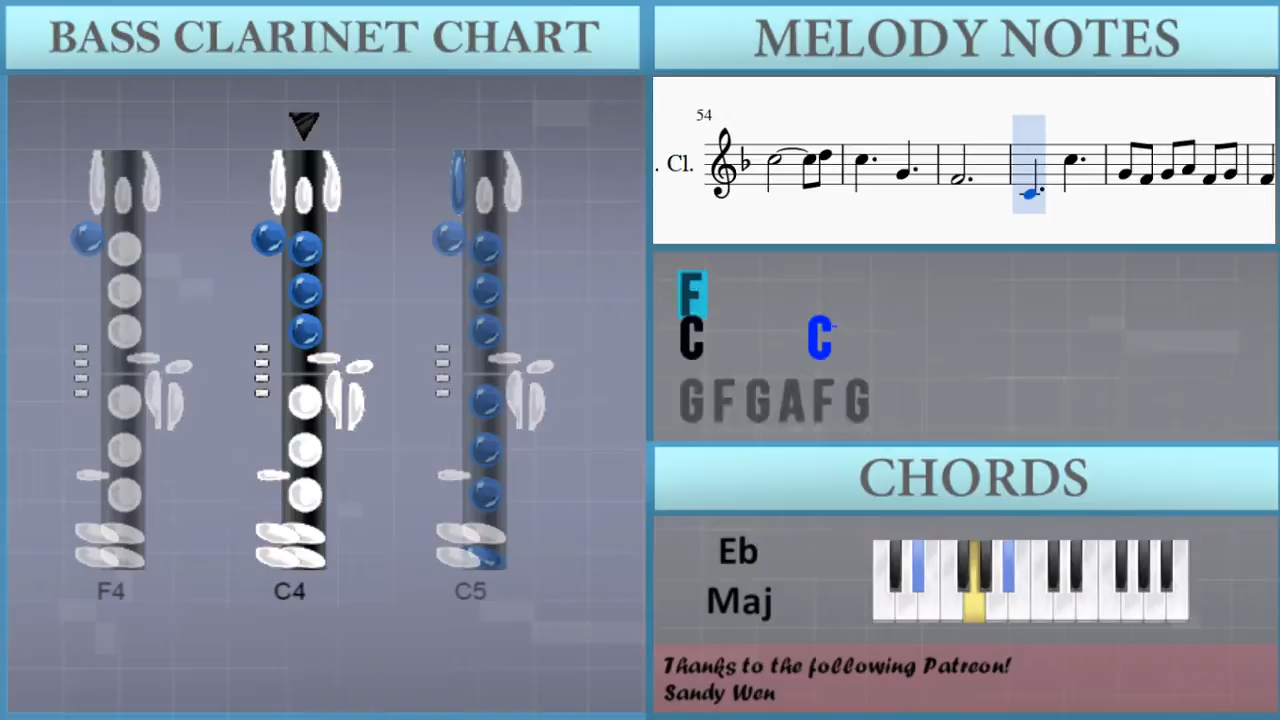 BASS CLARINET CHART
F4
C4
C5
MELODY NOTES
54
. Cl.
F
C C
G F G A F G
CHORDS
Eb
Maj
Thanks to the following Patreon!
Sandy Wen